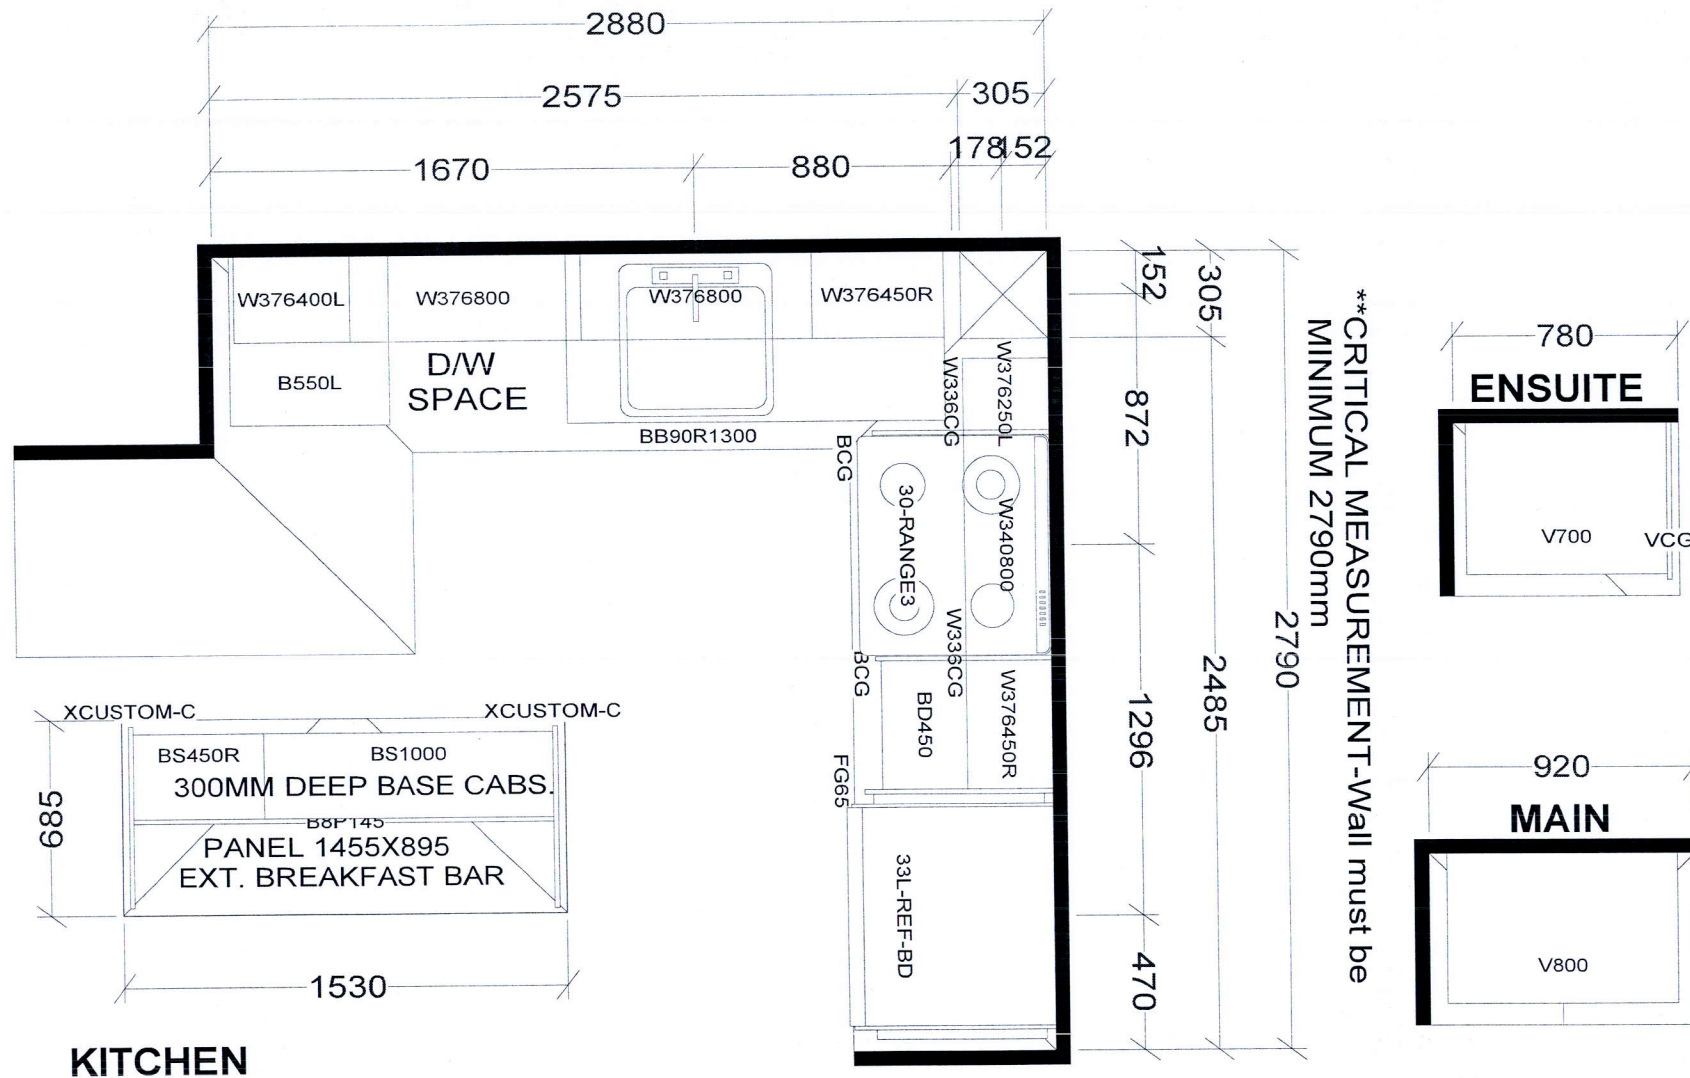 2880
2575
305
1670
880
178
152
W376400L
W376800
W376800
W376450R
B550L
D/W
SPACE
BB90R1300
W336CG
W376250L
BCG
30-RANGE3
W340800
BCG
W336CG
BD450
W376450R
FG65
33L-REF-BD
152
305
872
1296
2485
2790
470
**CRITICAL MEASUREMENT-Wall must be
MINIMUM 2790mm
780
ENSUITE
V700
VCG
920
MAIN
V800
XCUSTOM-C
XCUSTOM-C
BS450R
BS1000
300MM DEEP BASE CABS.
B8P145
PANEL 1455X895
EXT. BREAKFAST BAR
685
1530
KITCHEN